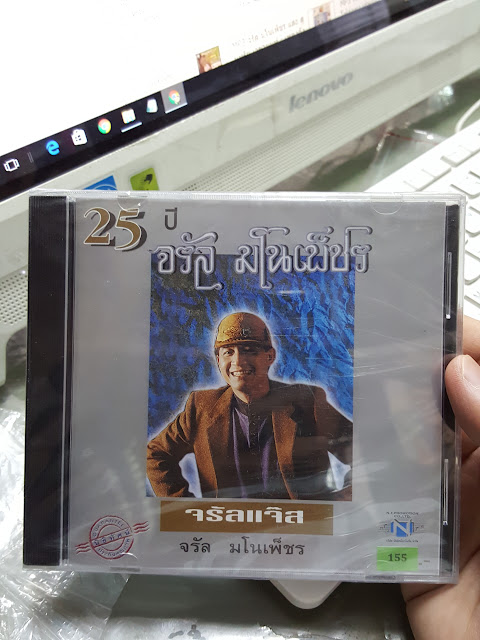 lenovo
25 ปี
จรัล มโนเพ็ชร
จรัลแจ๊ส
จรัล มโนเพ็ชร
N
155